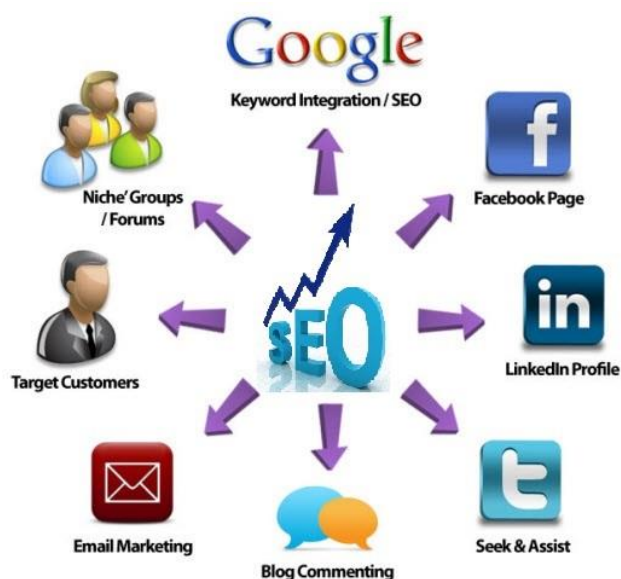 Google
Keyword Integration / SEO
f
Facebook Page
Niche' Groups
/ Forums
SEO
in
LinkedIn Profile
Target Customers
t
Seek & Assist
Email Marketing
Blog Commenting